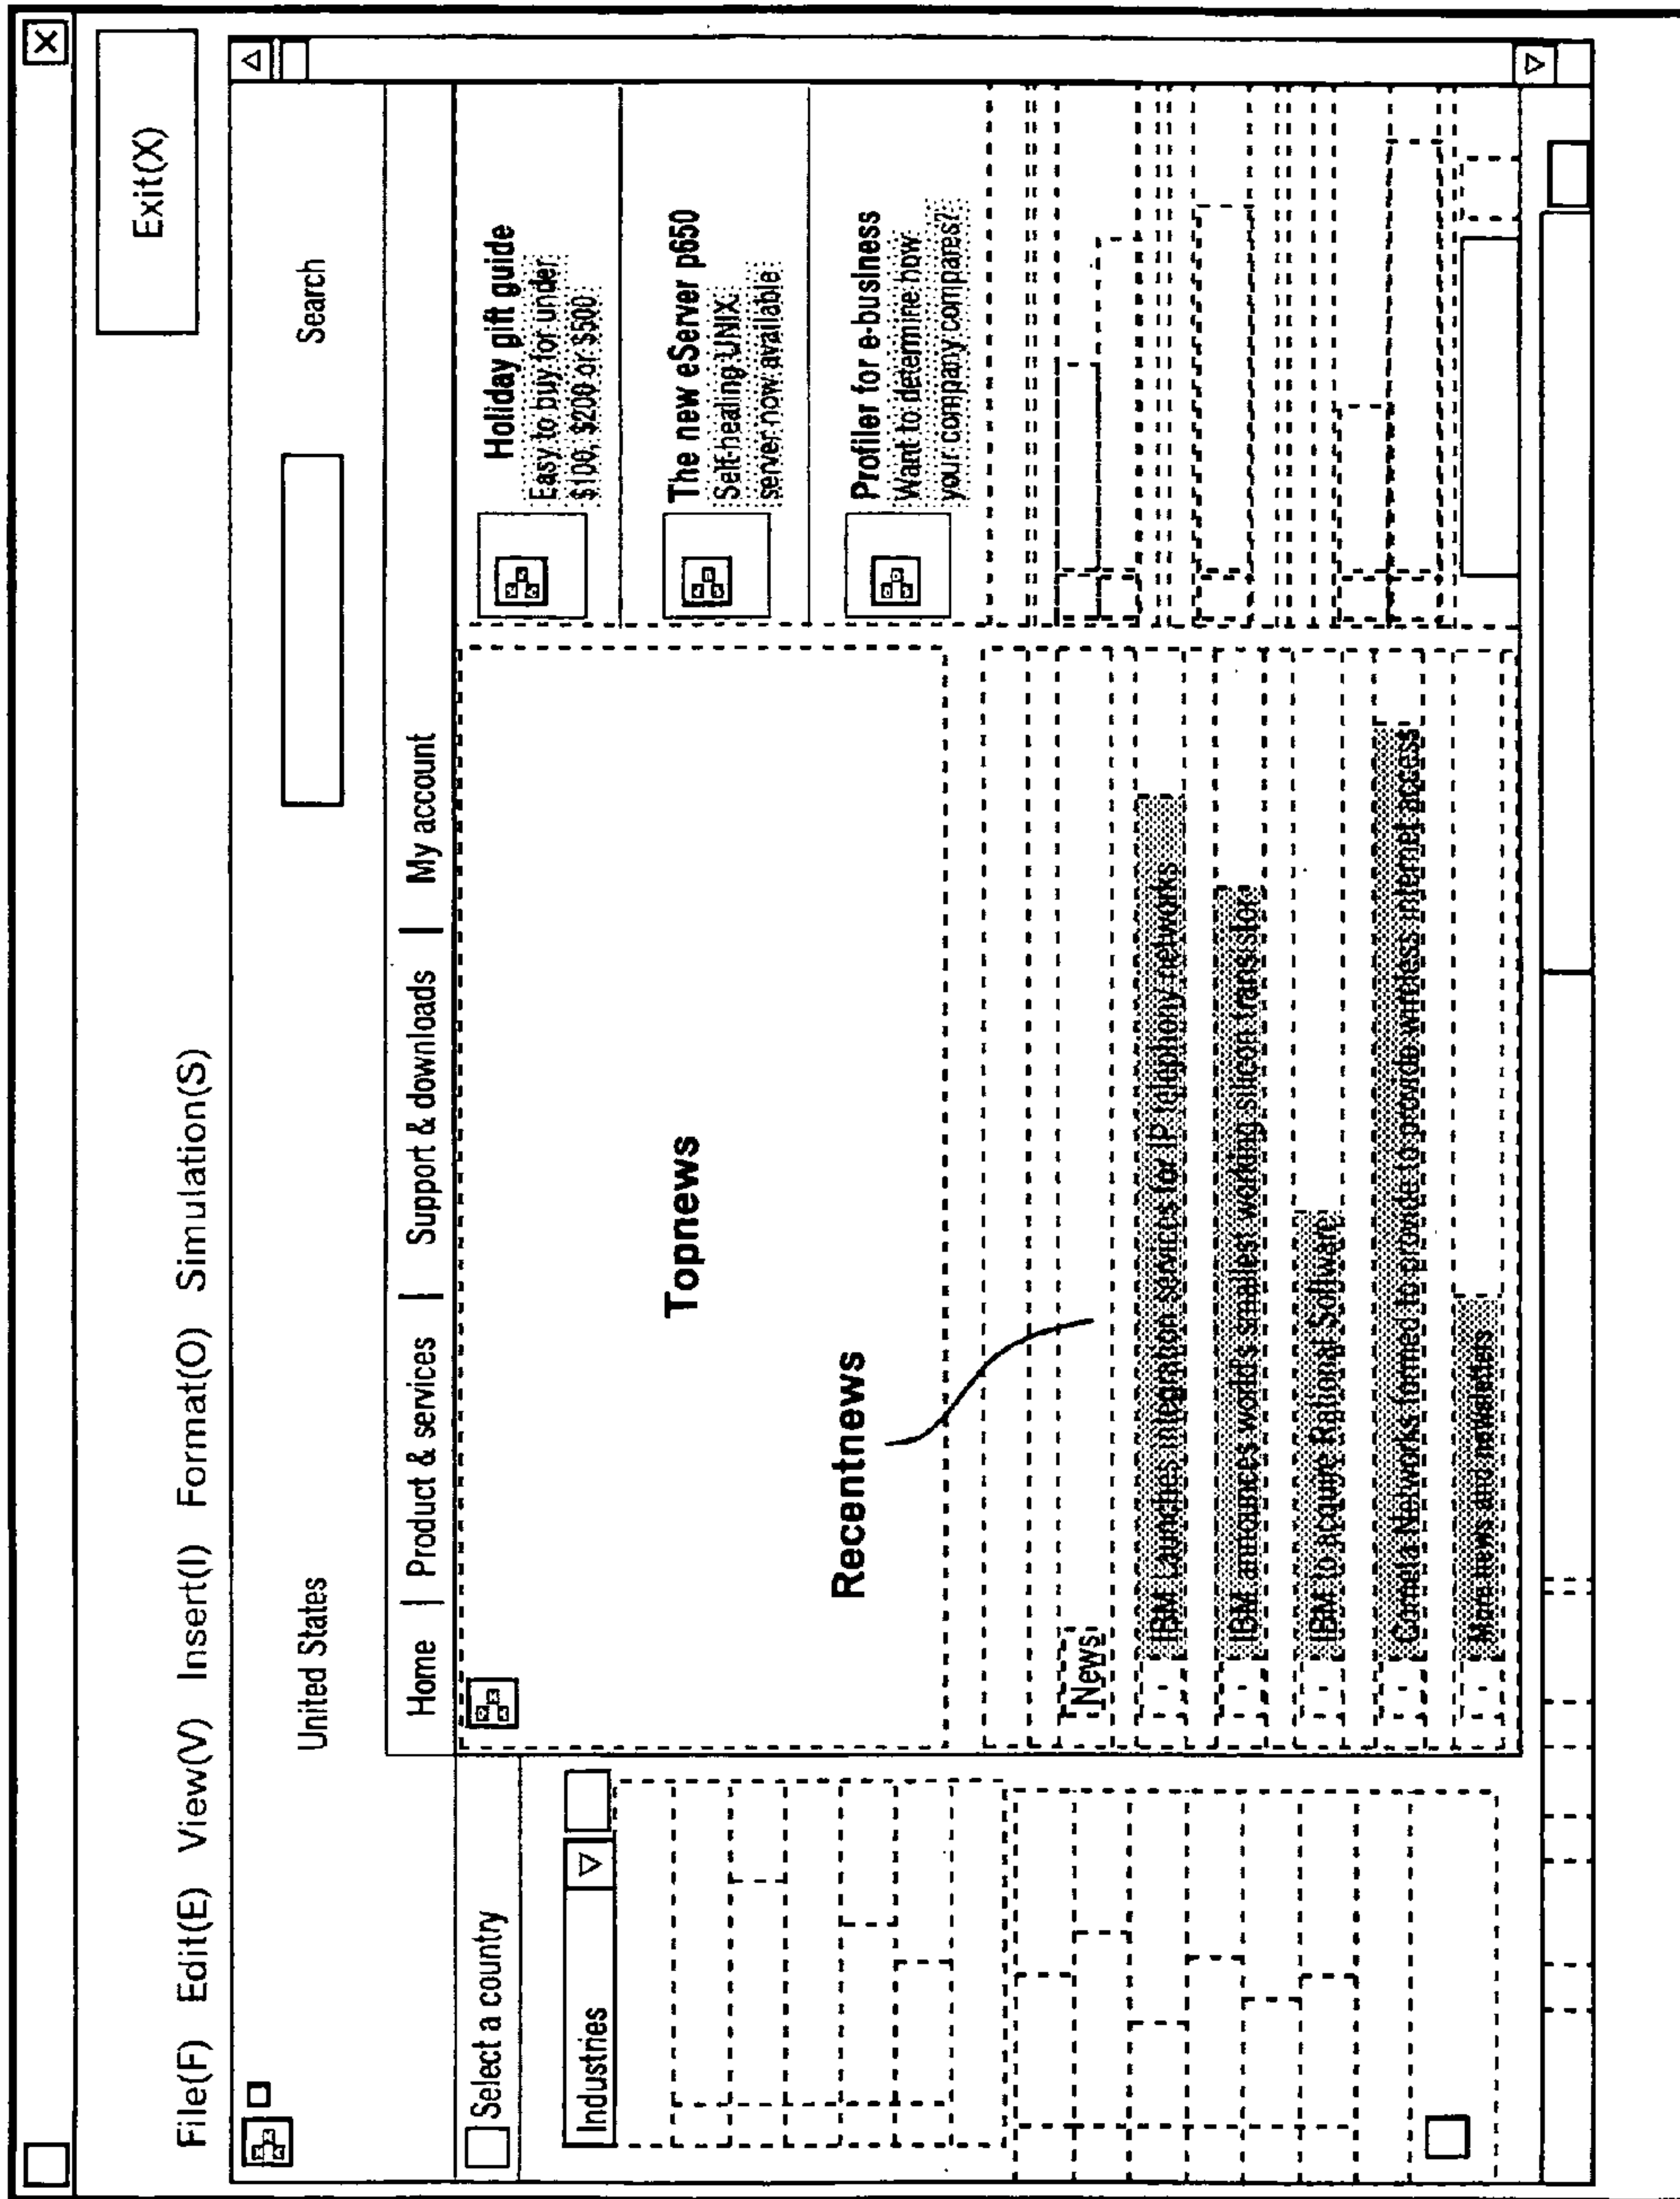 Exit(X)
File(F) Edit(E) View(V) Insert(I) Format(O) Simulation(S)
United States
Search
Home | Product & services | Support & downloads | My account
Select a country
Industries
Topnews
Recentnews
News
IBM Launches integration services for IP telephony networks
IBM announces world's smallest working silicon transistor
IBM to acquire Rational Software
Cometa Networks formed to provide to provide wireless internet access
More news and newsletters
Holiday gift guide
Easy to buy for under
$100, $200 or $500
The new eServer p650
Self-healing UNIX
server now available
Profiler for e-business
Want to determine how
your company compares?